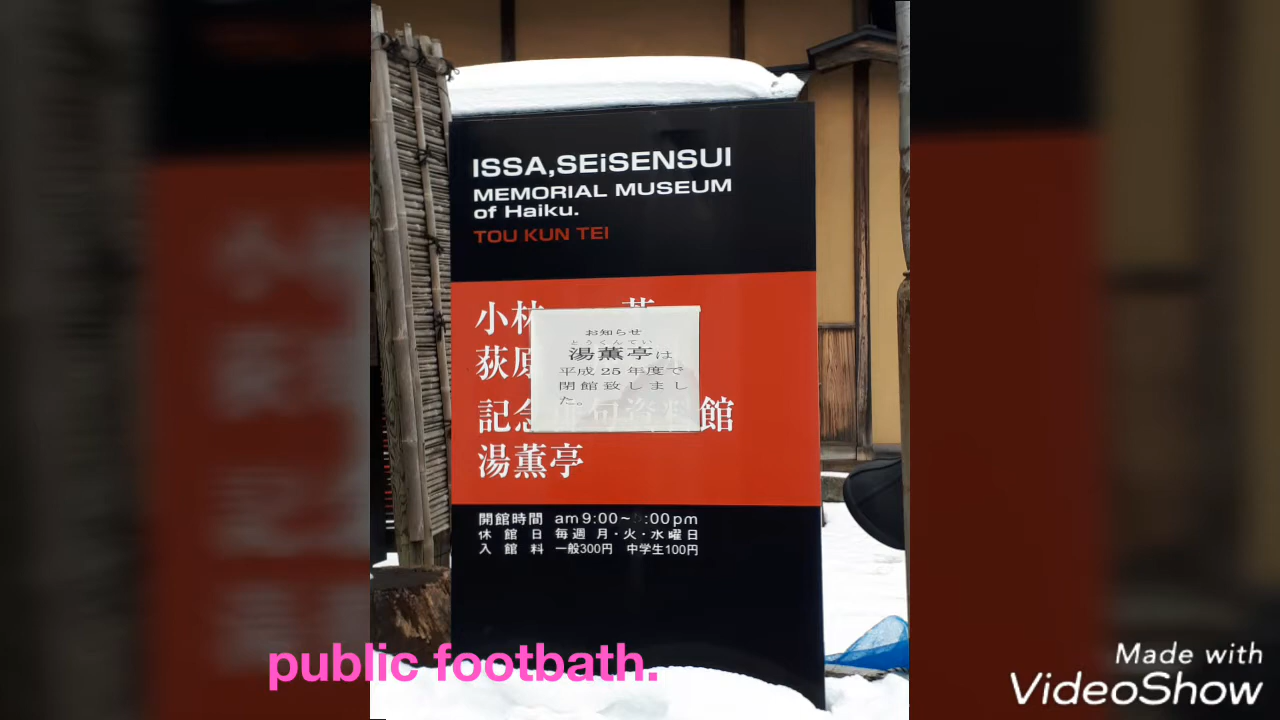 ISSA,SEiSENSUI
MEMORIAL MUSEUM
of Haiku.
TOU KUN TEI
小林
荻原
記念 句資料館
湯薫亭
お知らせ
とうくんてい
湯薫亭は
平成 25 年度で
閉館致しまし
た。
開館時間 am9:00~ :00pm
休館日 毎週 月・火・水曜日
入館料 一般300円 中学生100円
public footbath.
Made with
VideoShow